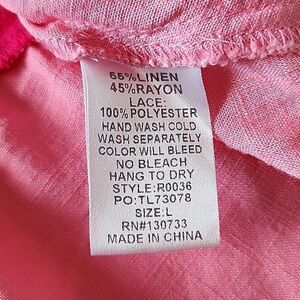 55%LINEN
45%RAYON
LACE:
100%POLYESTER
HAND WASH COLD
WASH SEPARATELY
COLOR WILL BLEED
NO BLEACH
HANG TO DRY
STYLE:R0036
PO:TL73078
SIZE:L
RN#130733
MADE IN CHINA